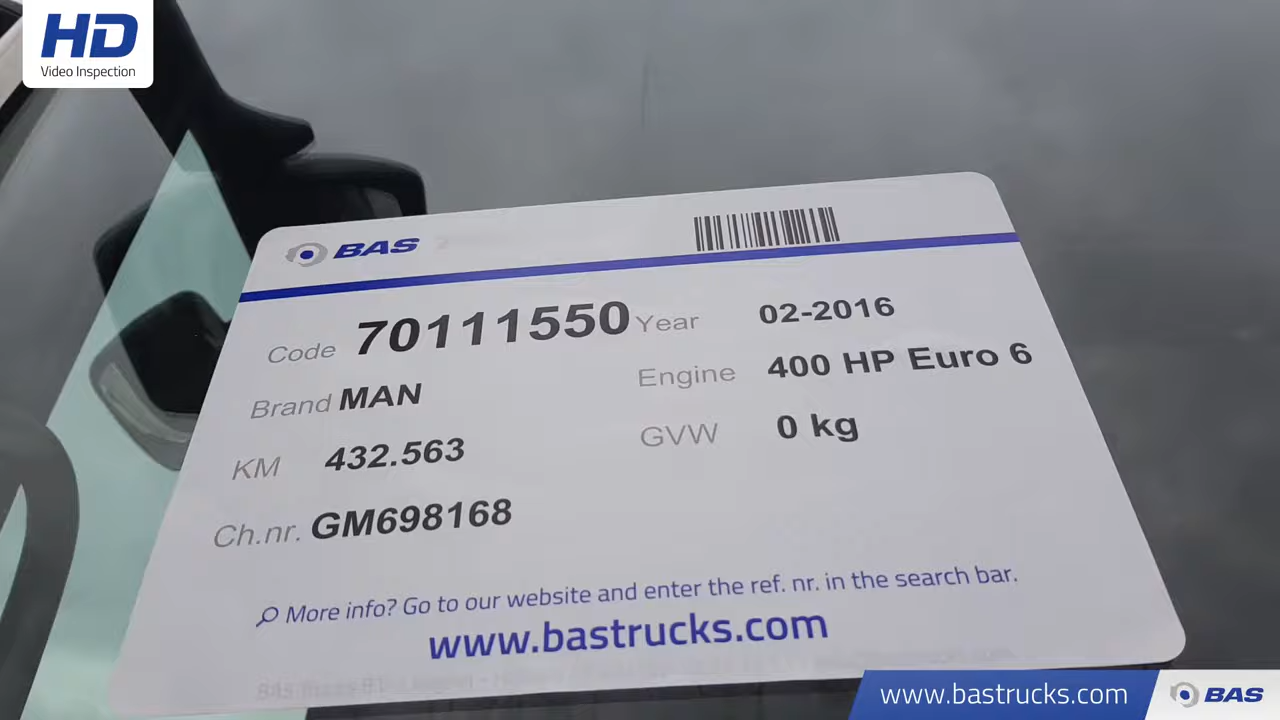 HD
Video Inspection
BAS
Code 70111550
Year 02-2016
Brand MAN
Engine 400 HP Euro 6
KM 432.563
GVW 0 kg
Ch.nr. GM698168
More info? Go to our website and enter the ref. nr. in the search bar.
www.bastrucks.com
www.bastrucks.com
BAS